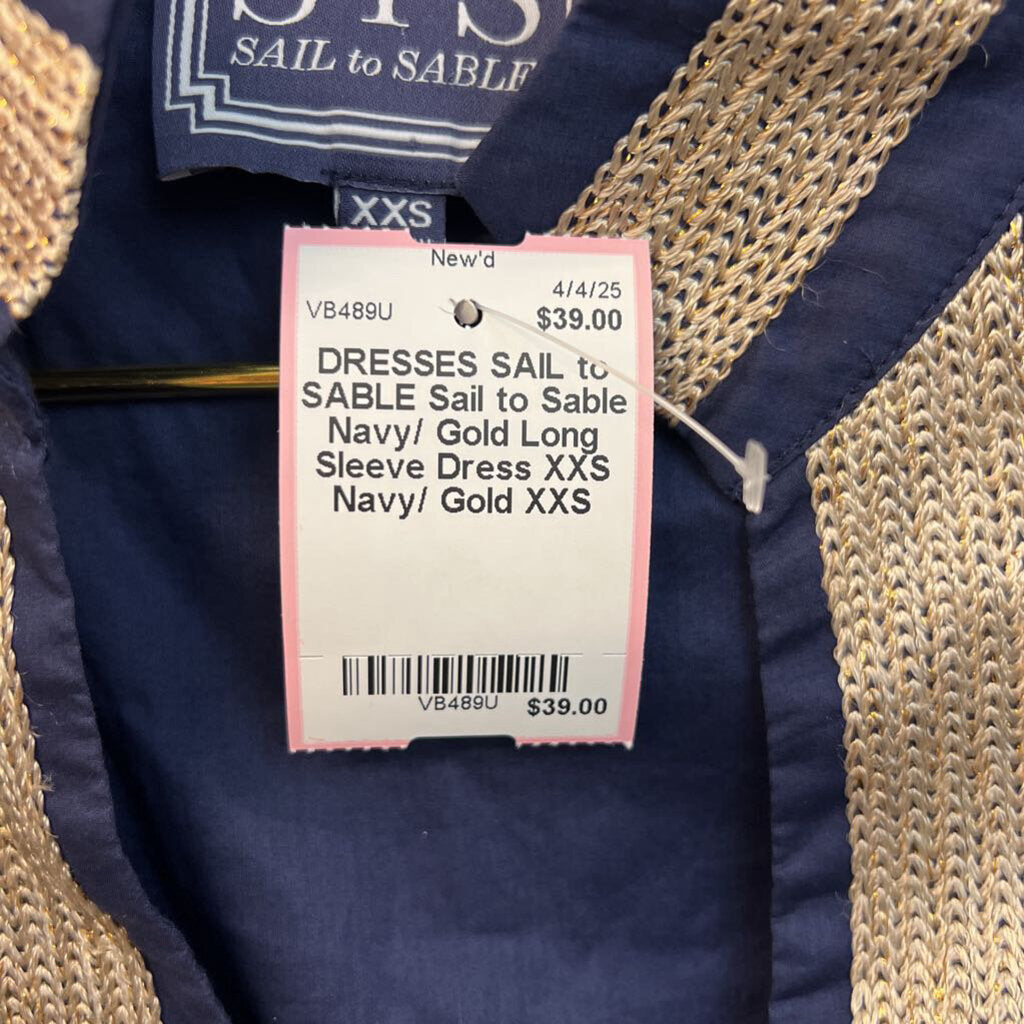 SAIL to SABLE
XXS
New'd
4/4/25
VB489U
$39.00
DRESSES SAIL to
SABLE Sail to Sable
Navy/ Gold Long
Sleeve Dress XXS
Navy/ Gold XXS
VB489U
$39.00